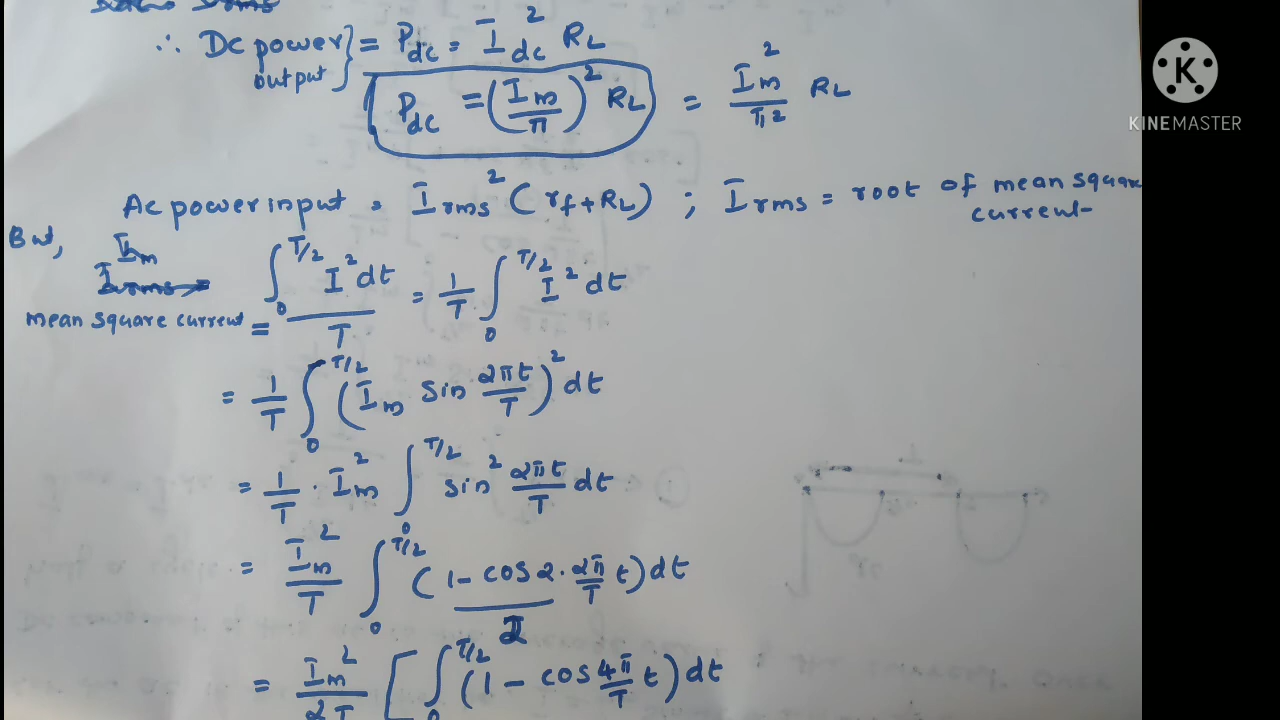 ∴ Dc power output } = P_dc = I_dc² R_L
P_dc = (I_m/π)² R_L = I_m²/π² R_L
Ac power input = I_rms² (r_f + R_L) ; I_rms = root of mean square current
But,
mean square current = ∫₀^{T/2} I² dt / T = 1/T ∫₀^{T/2} I² dt
= 1/T ∫₀^{T/2} (I_m sin 2πt/T)² dt
= 1/T · I_m² ∫₀^{T/2} sin² 2πt/T dt
= I_m²/T ∫₀^{T/2} (1 - cos 2 · 2π/T t)/2 dt
= I_m²/2T [ ∫₀^{T/2} (1 - cos 4π/T t) dt
K
KINEMASTER